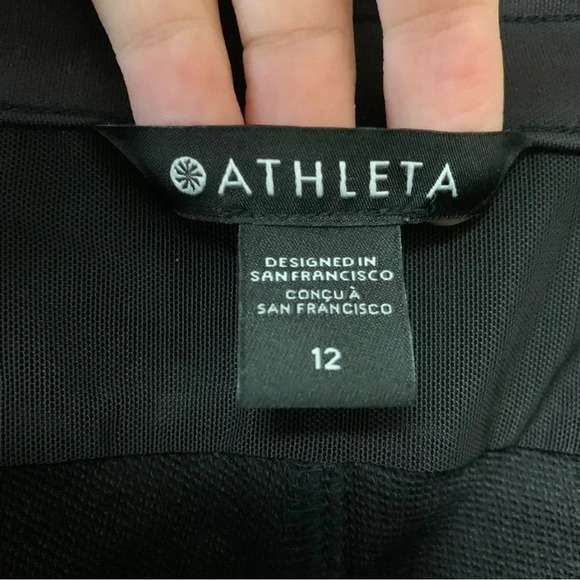 ATHLETA
DESIGNED IN
SAN FRANCISCO
CONÇU À
SAN FRANCISCO
12